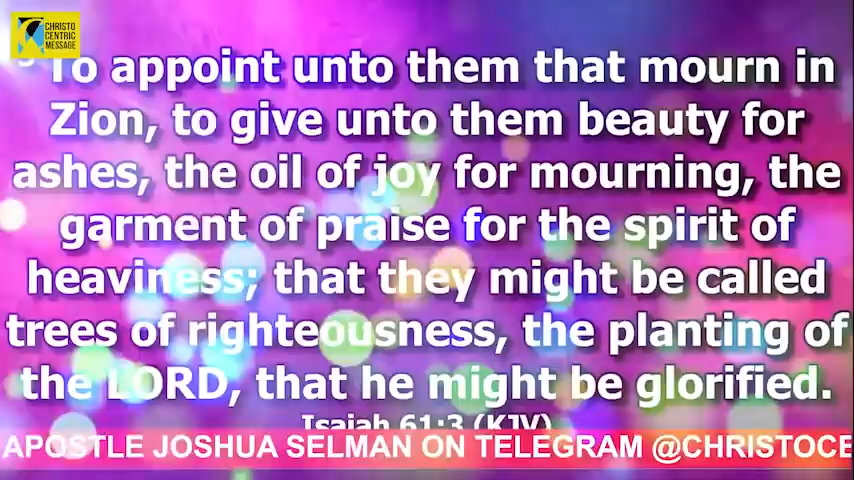 CHRISTO
CENTRIC
MESSAGE
3 To appoint unto them that mourn in
Zion, to give unto them beauty for
ashes, the oil of joy for mourning, the
garment of praise for the spirit of
heaviness; that they might be called
trees of righteousness, the planting of
the LORD, that he might be glorified.
Isaiah 61:3 (KJV)
APOSTLE JOSHUA SELMAN ON TELEGRAM @CHRISTOCE